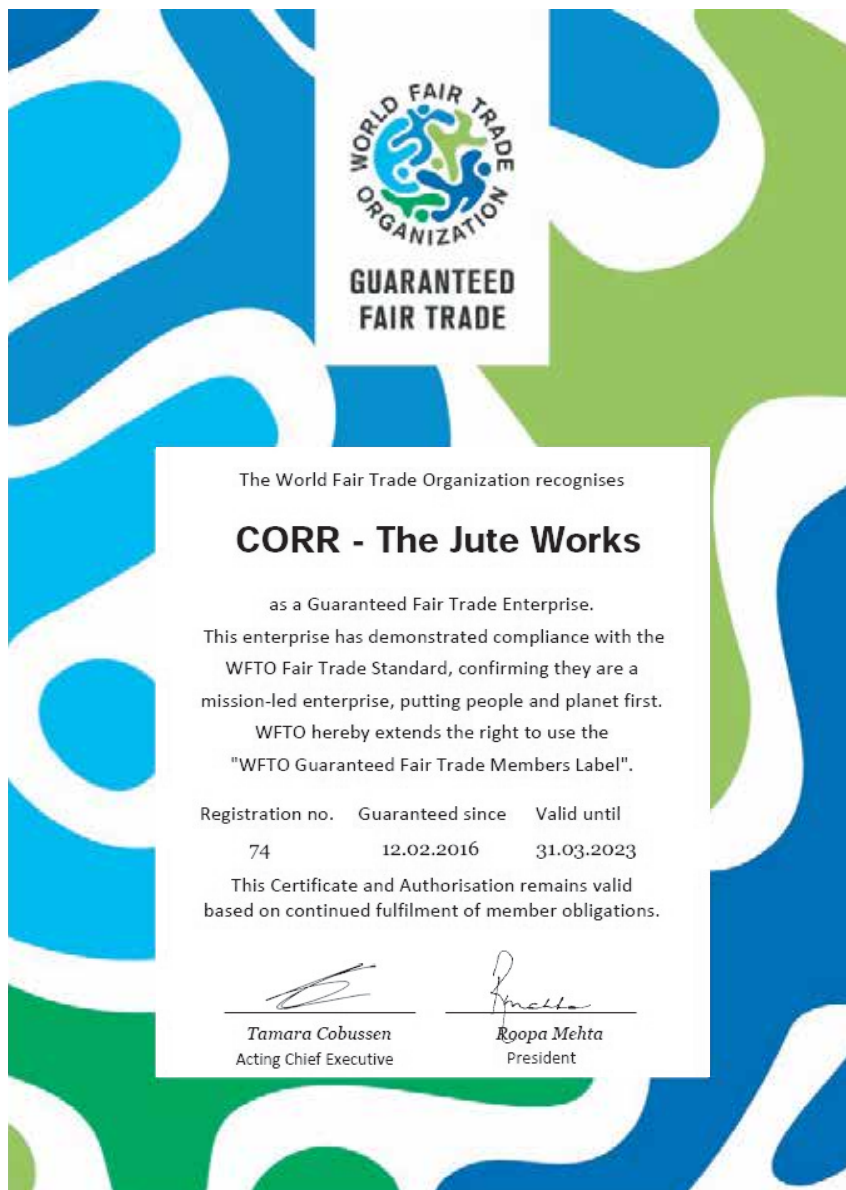 WORLD FAIR TRADE
ORGANIZATION
GUARANTEED
FAIR TRADE
The World Fair Trade Organization recognises
CORR - The Jute Works
as a Guaranteed Fair Trade Enterprise.
This enterprise has demonstrated compliance with the
WFTO Fair Trade Standard, confirming they are a
mission-led enterprise, putting people and planet first.
WFTO hereby extends the right to use the
"WFTO Guaranteed Fair Trade Members Label".
Registration no. Guaranteed since Valid until
74 12.02.2016 31.03.2023
This Certificate and Authorisation remains valid
based on continued fulfilment of member obligations.
Rmehta
Tamara Cobussen Roopa Mehta
Acting Chief Executive President